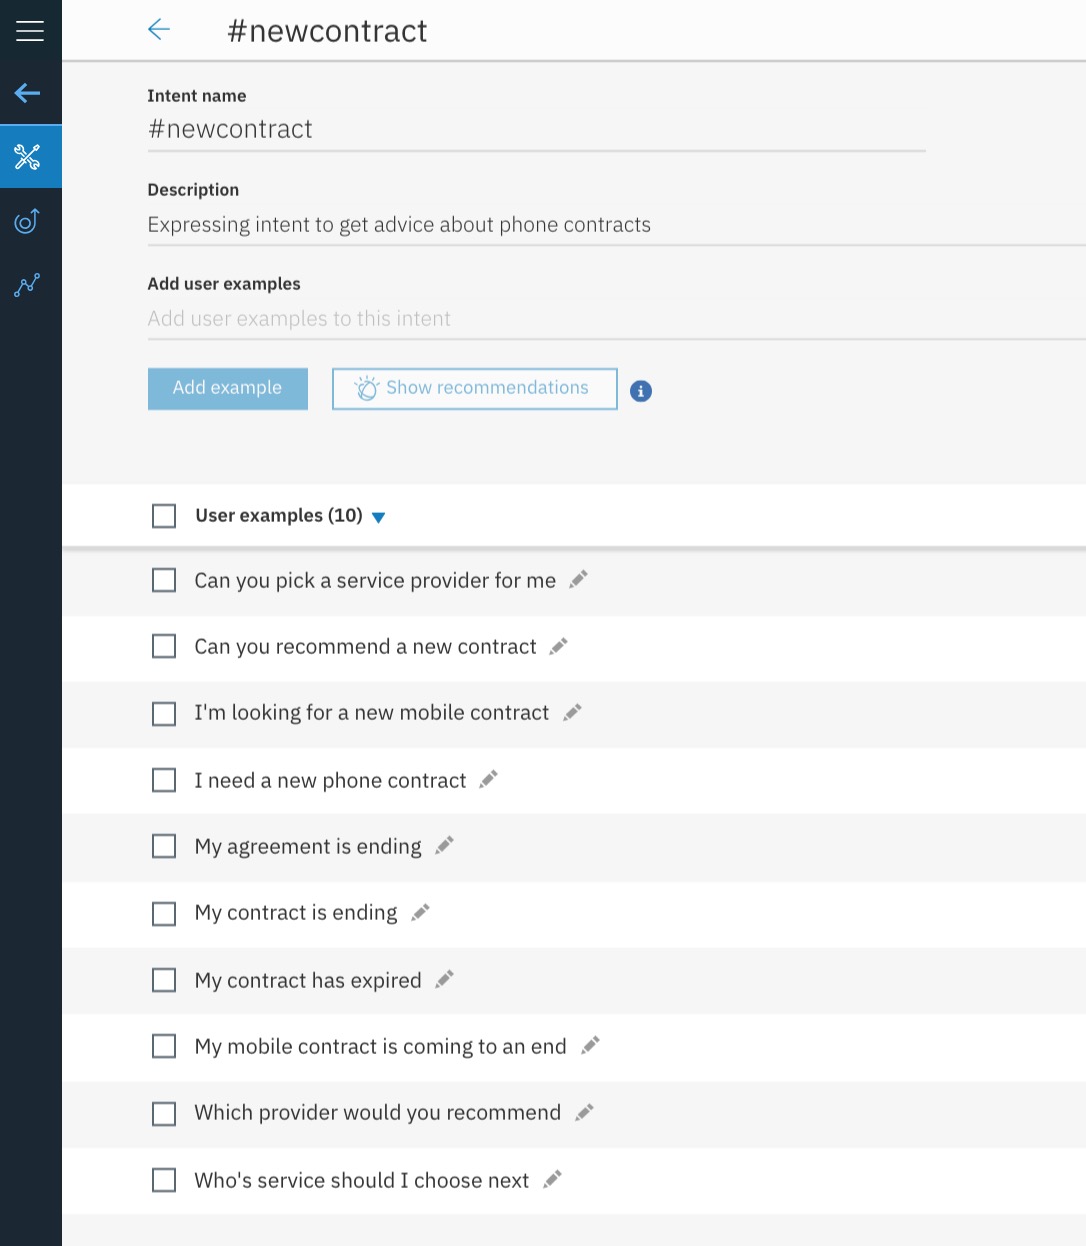 #newcontract
Intent name
#newcontract
Description
Expressing intent to get advice about phone contracts
Add user examples
Add user examples to this intent
Add example
Show recommendations
User examples (10)
Can you pick a service provider for me
Can you recommend a new contract
I'm looking for a new mobile contract
I need a new phone contract
My agreement is ending
My contract is ending
My contract has expired
My mobile contract is coming to an end
Which provider would you recommend
Who's service should I choose next